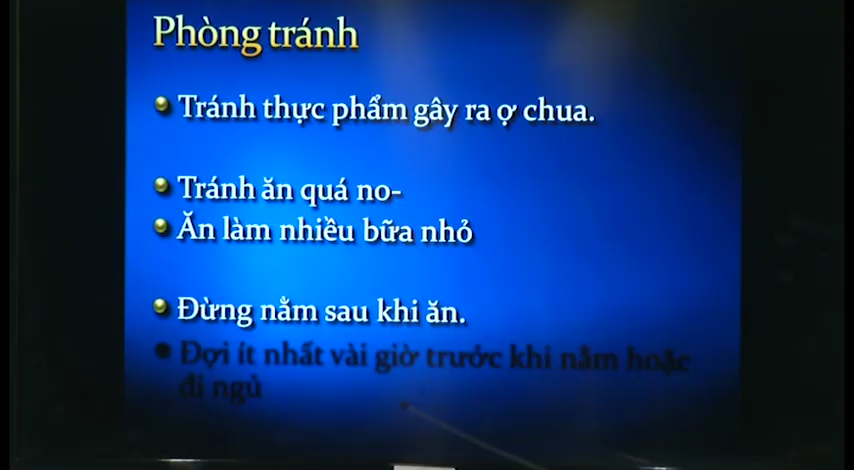 Phòng tránh
Tránh thực phẩm gây ra ợ chua.
Tránh ăn quá no-
Ăn làm nhiều bữa nhỏ
Đừng nằm sau khi ăn.
Đợi ít nhất vài giờ trước khi nằm hoặc
đi ngủ